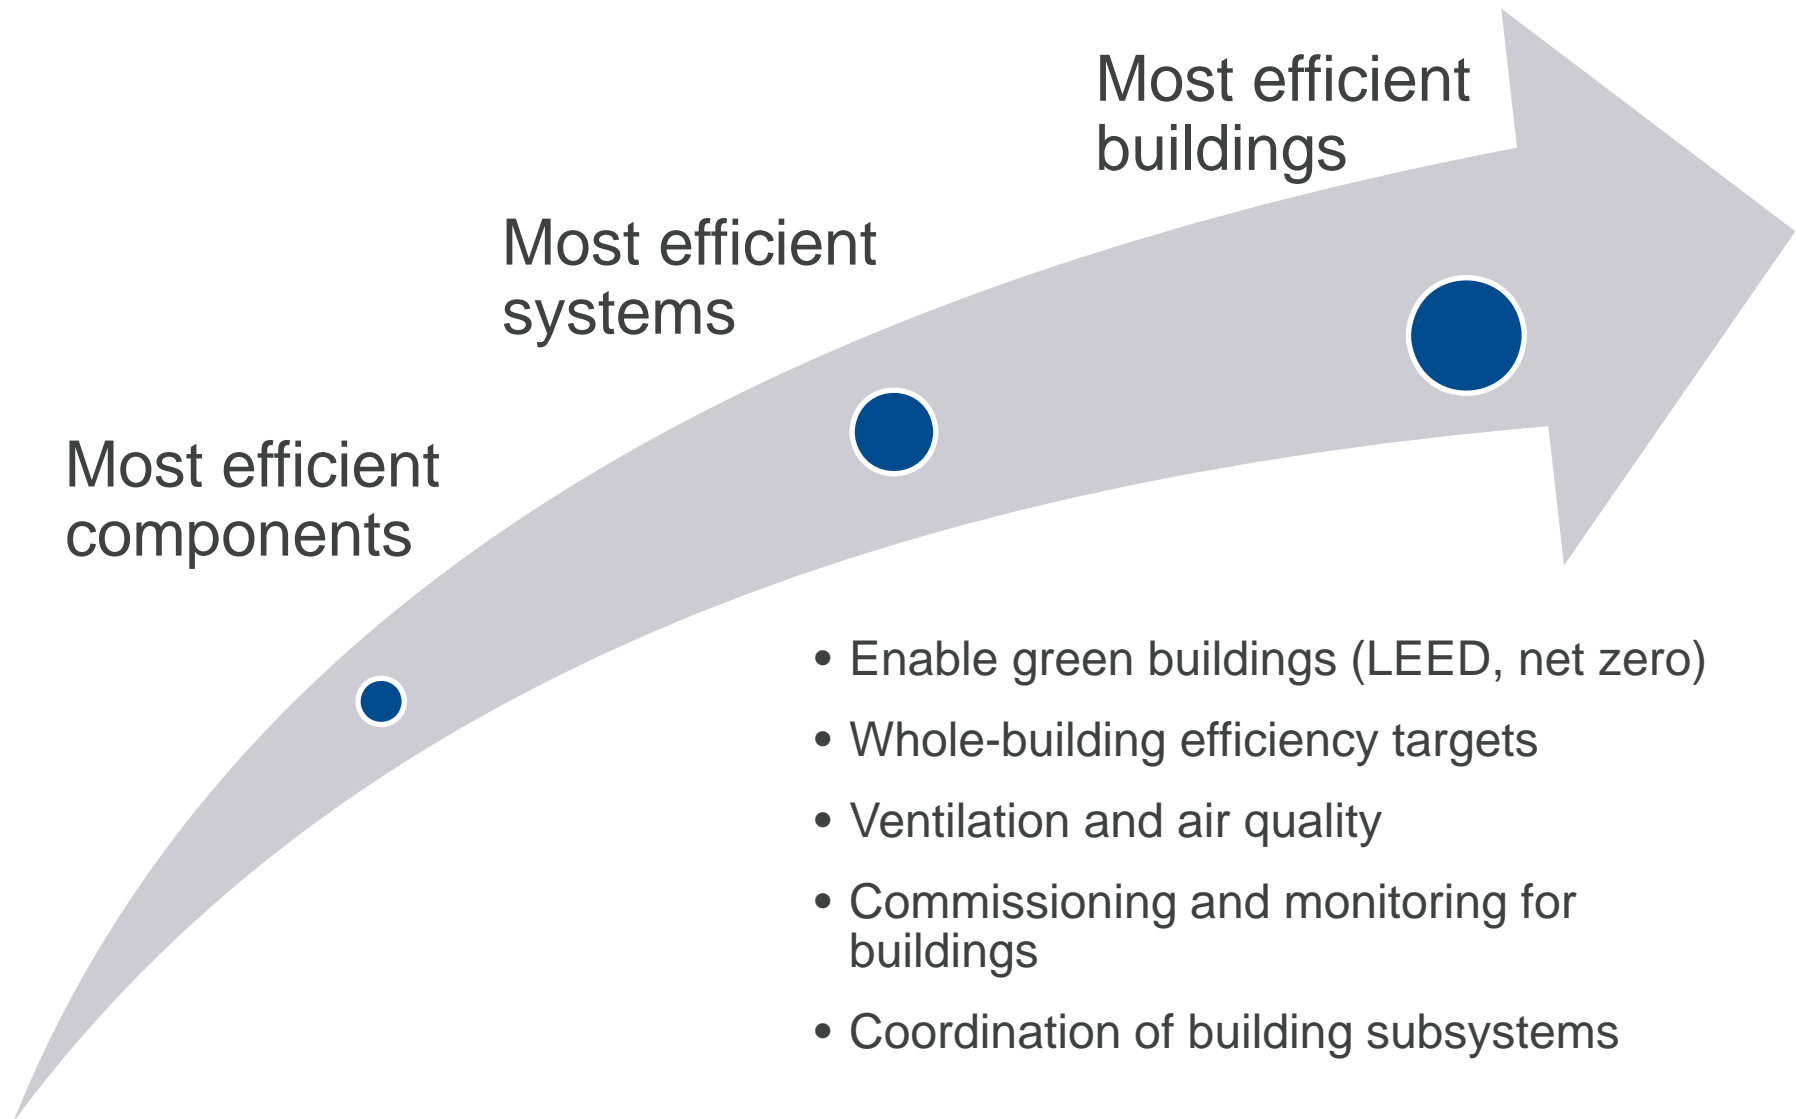 Most efficient
buildings
Most efficient
systems
Most efficient
components
• Enable green buildings (LEED, net zero)
• Whole-building efficiency targets
• Ventilation and air quality
• Commissioning and monitoring for
buildings
• Coordination of building subsystems